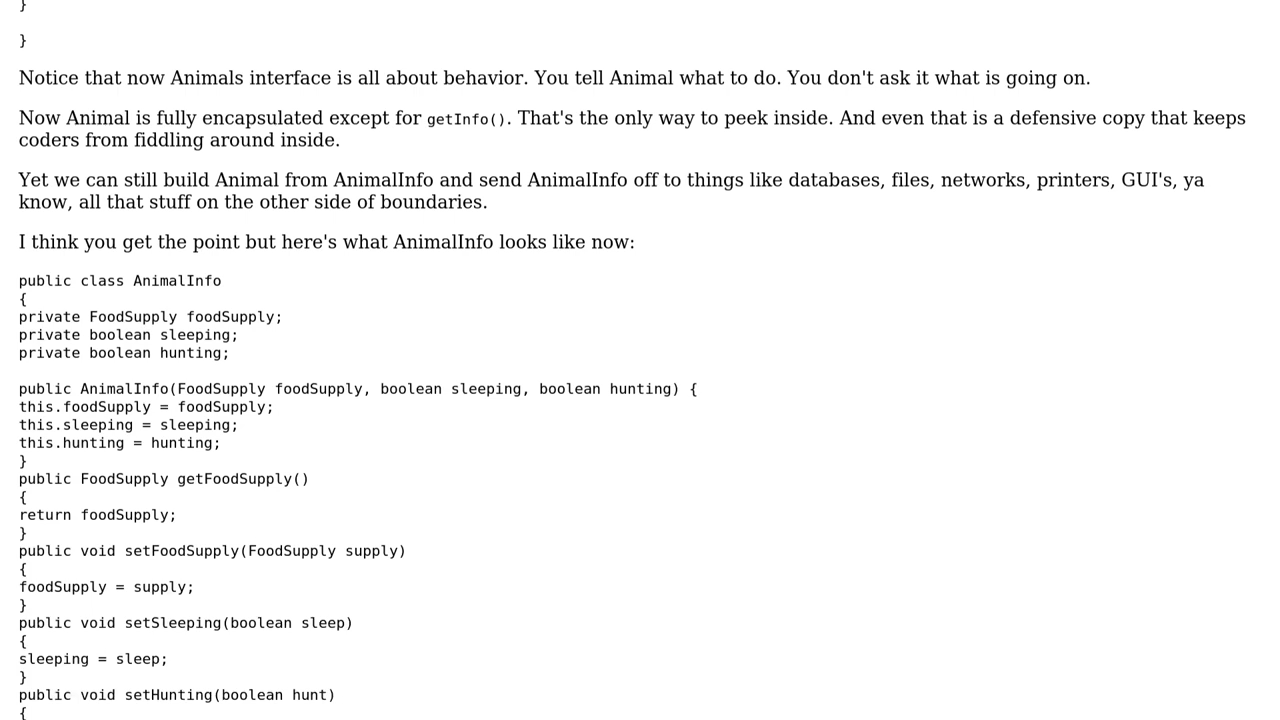 }
}
Notice that now Animals interface is all about behavior. You tell Animal what to do. You don't ask it what is going on.
Now Animal is fully encapsulated except for getInfo(). That's the only way to peek inside. And even that is a defensive copy that keeps
coders from fiddling around inside.
Yet we can still build Animal from AnimalInfo and send AnimalInfo off to things like databases, files, networks, printers, GUI's, ya
know, all that stuff on the other side of boundaries.
I think you get the point but here's what AnimalInfo looks like now:
public class AnimalInfo
{
private FoodSupply foodSupply;
private boolean sleeping;
private boolean hunting;
public AnimalInfo(FoodSupply foodSupply, boolean sleeping, boolean hunting) {
this.foodSupply = foodSupply;
this.sleeping = sleeping;
this.hunting = hunting;
}
public FoodSupply getFoodSupply()
{
return foodSupply;
}
public void setFoodSupply(FoodSupply supply)
{
foodSupply = supply;
}
public void setSleeping(boolean sleep)
{
sleeping = sleep;
}
public void setHunting(boolean hunt)
{